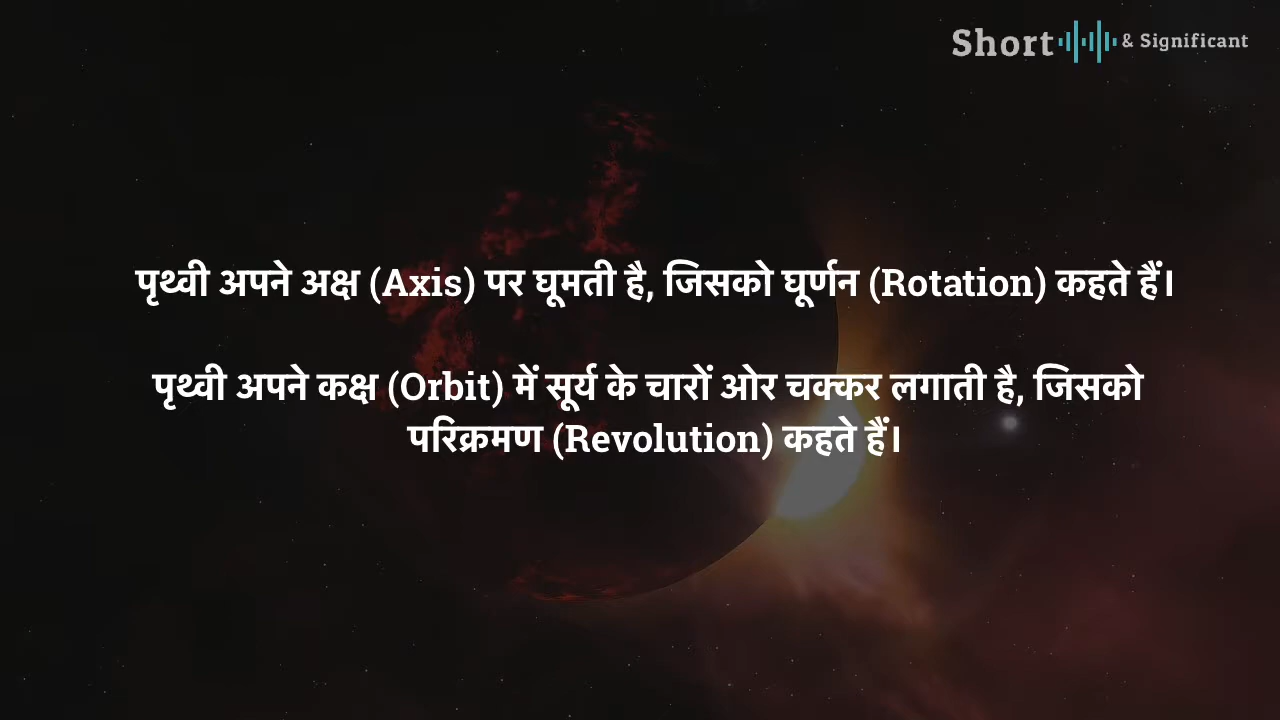 Short & Significant
पृथ्वी अपने अक्ष (Axis) पर घूमती है, जिसको घूर्णन (Rotation) कहते हैं।
पृथ्वी अपने कक्ष (Orbit) में सूर्य के चारों ओर चक्कर लगाती है, जिसको
परिक्रमण (Revolution) कहते हैं।